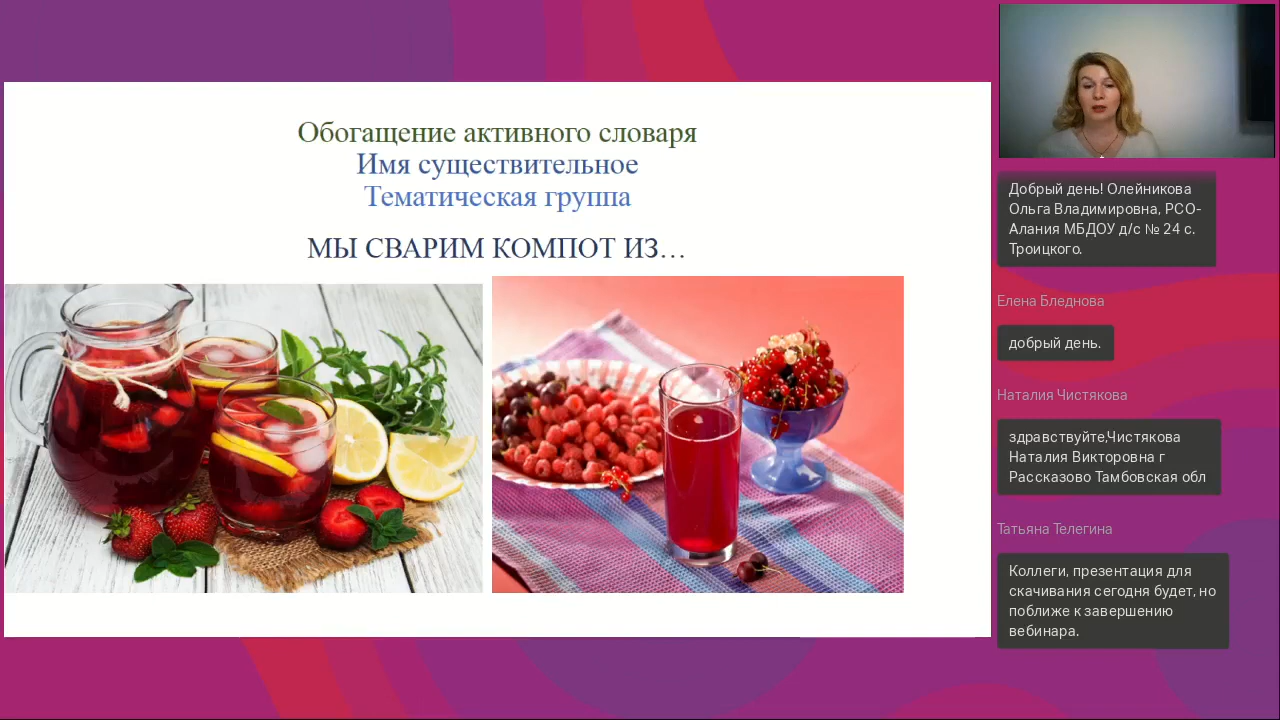 Обогащение активного словаря
Имя существительное
Тематическая группа
МЫ СВАРИМ КОМПОТ ИЗ...
Добрый день! Олейникова
Ольга Владимировна, РСО-
Алания МБДОУ д/с № 24 с.
Троицкого.
Елена Бледнова
добрый день.
Наталия Чистякова
здравствуйте,Чистякова
Наталия Викторовна г
Рассказово Тамбовская обл
Татьяна Телегина
Коллеги, презентация для
скачивания сегодня будет, но
поближе к завершению
вебинара.